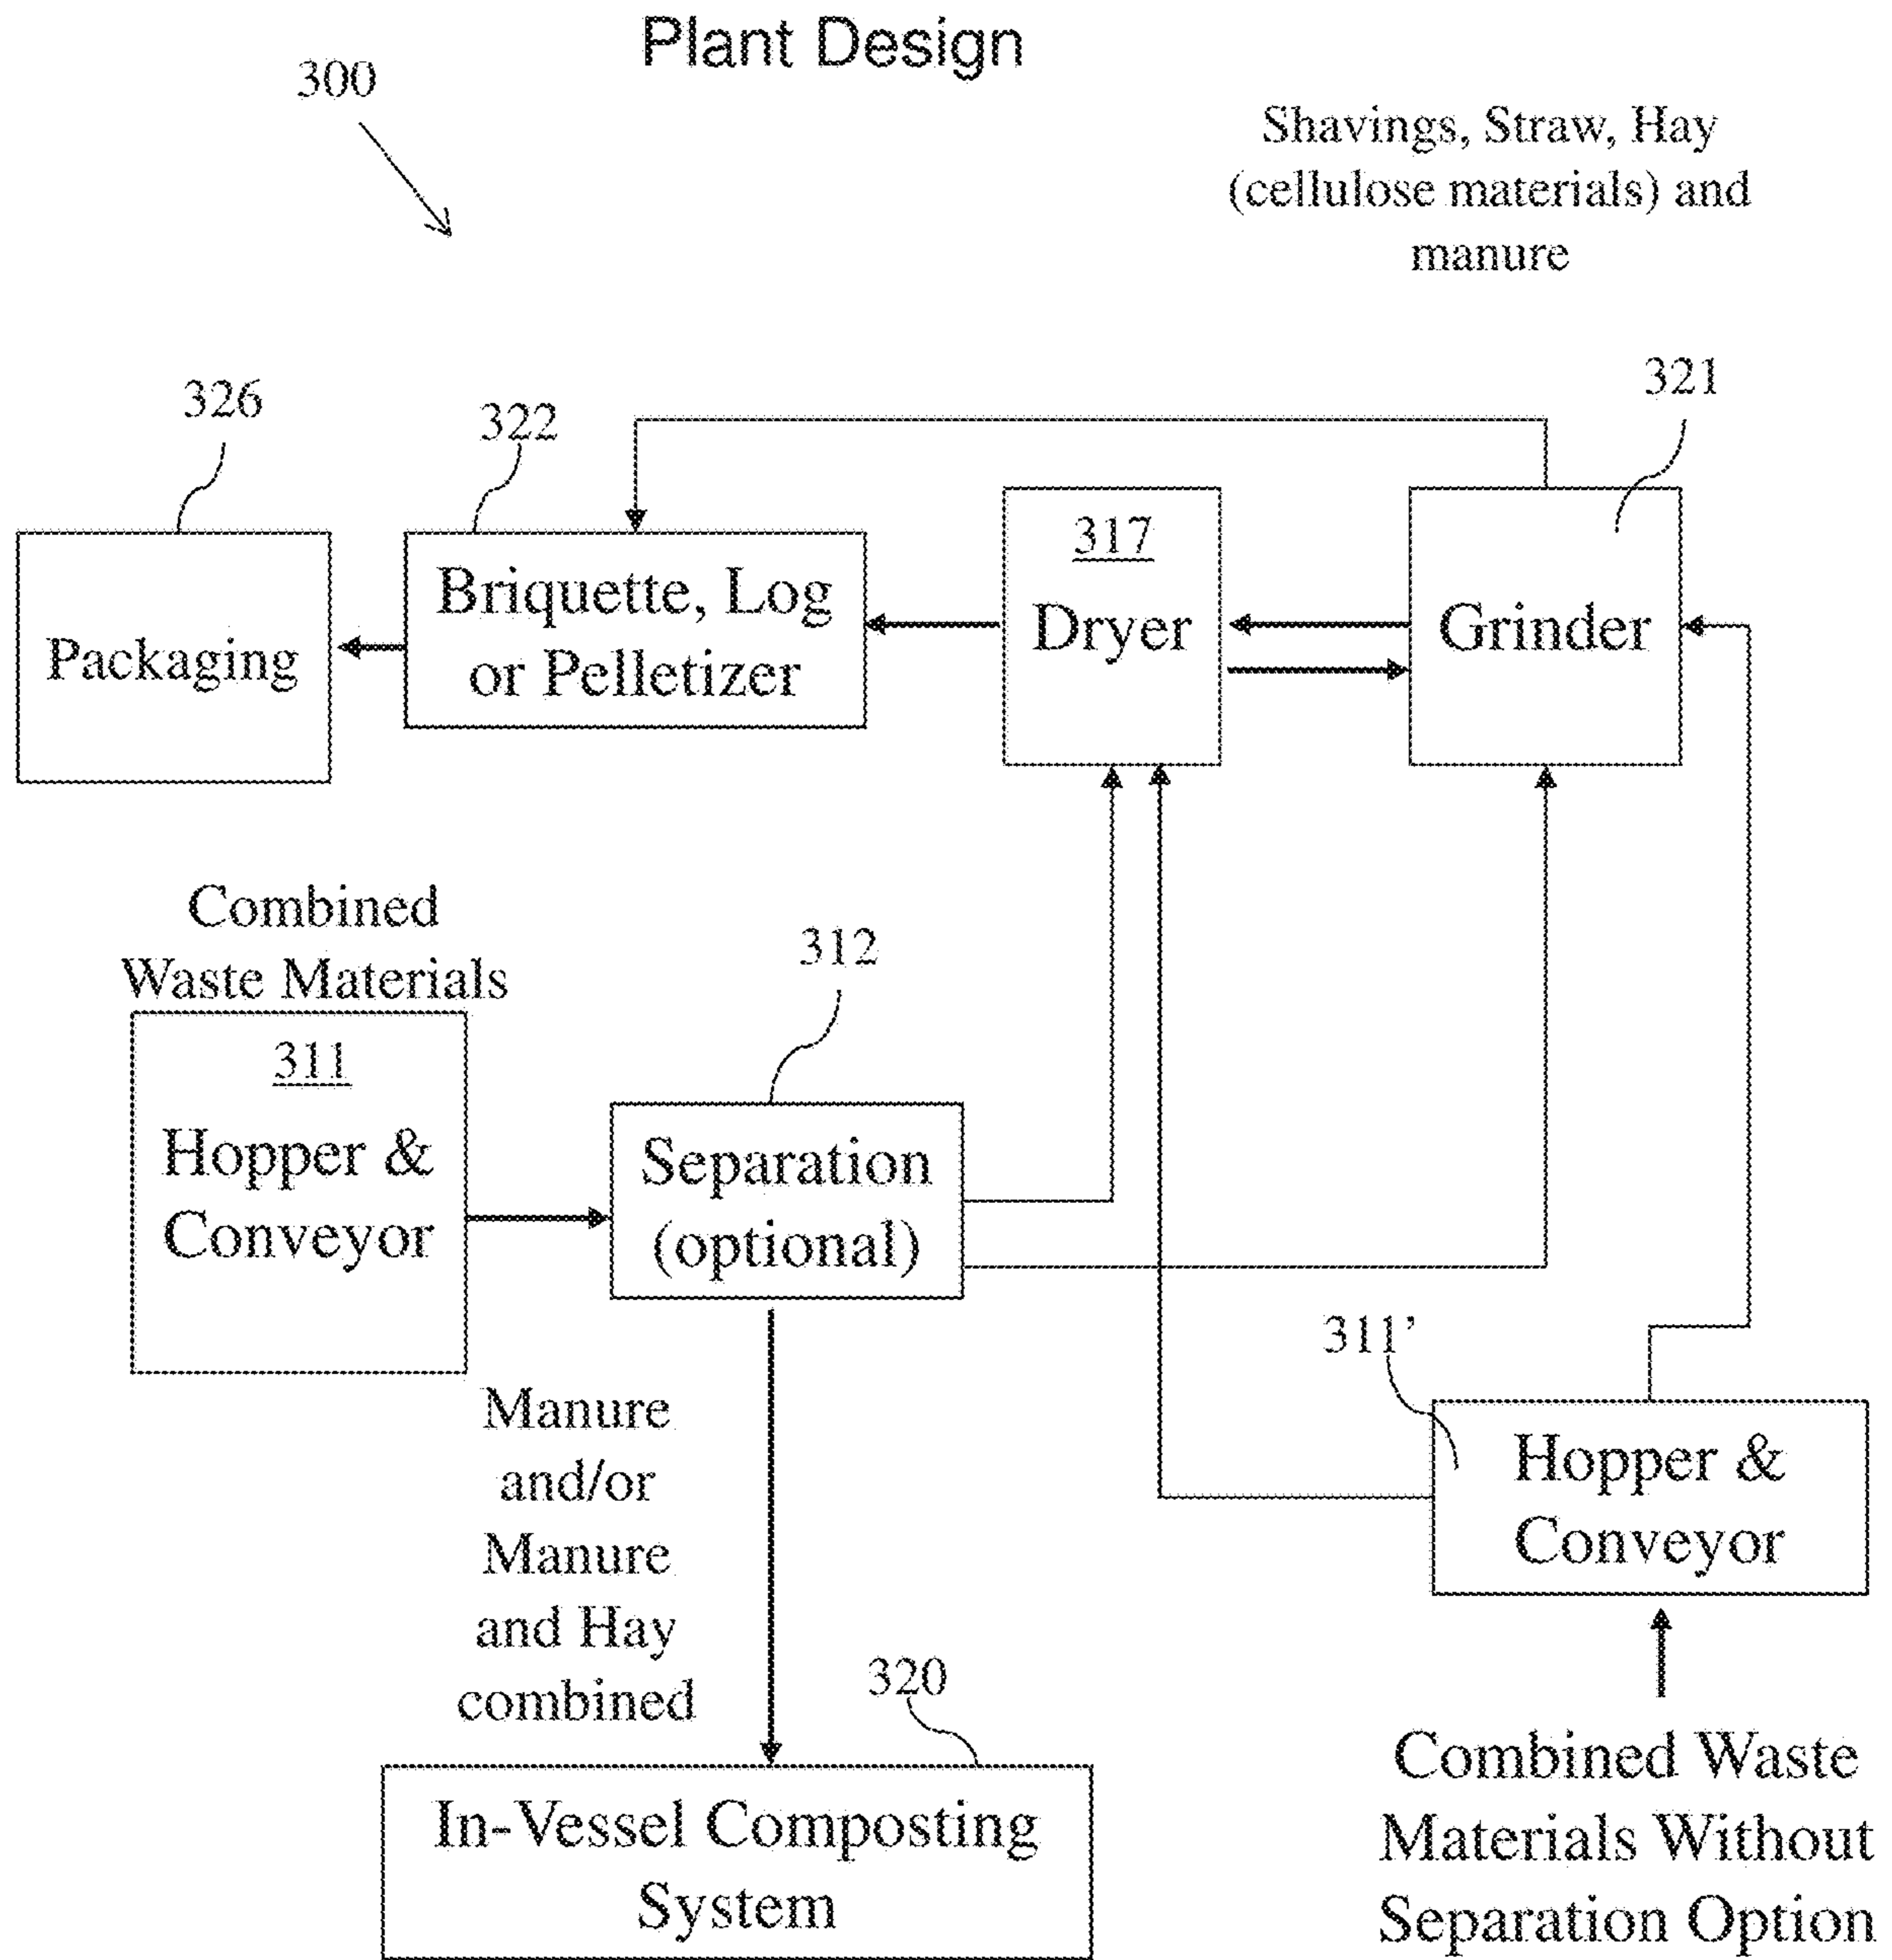 Plant Design
300
Shavings, Straw, Hay
(cellulose materials) and
manure
326
322
321
317
Packaging
Briquette, Log
or Pelletizer
Dryer
Grinder
Combined
Waste Materials
312
311
Hopper &
Conveyor
Separation
(optional)
311’
Manure
and/or
Manure
and Hay
combined
Hopper &
Conveyor
320
In-Vessel Composting
System
Combined Waste
Materials Without
Separation Option